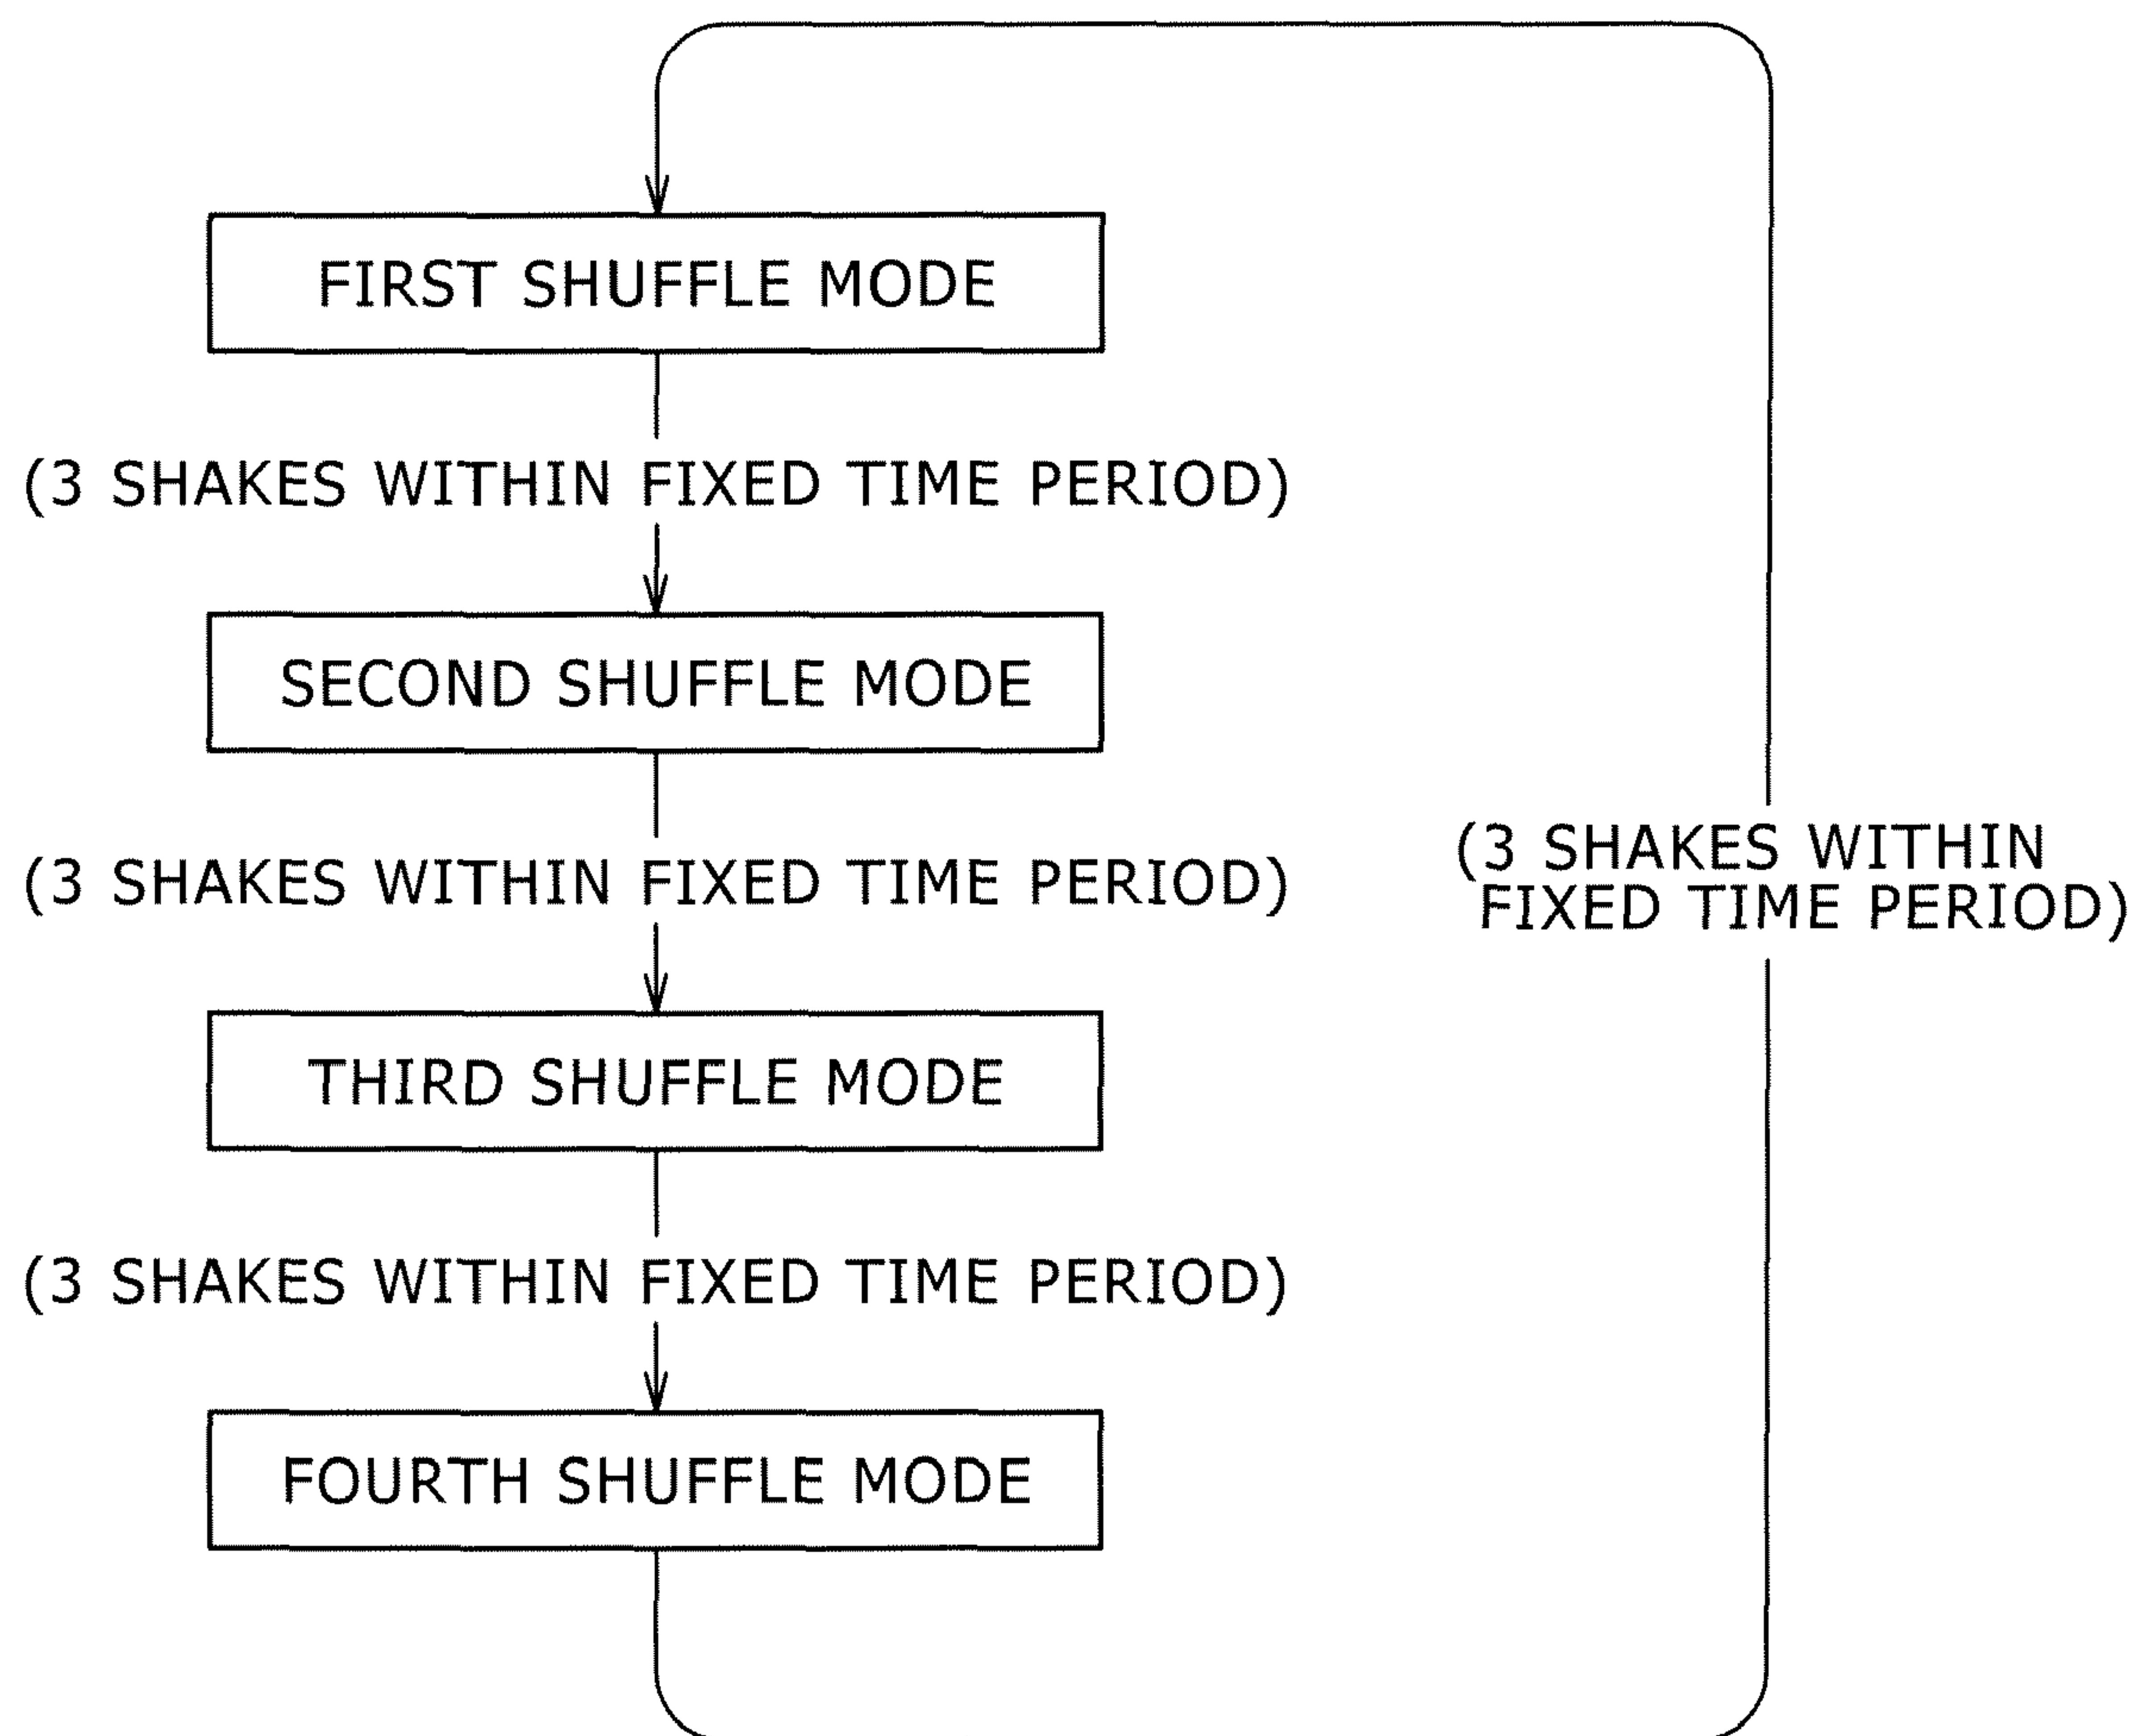 FIRST SHUFFLE MODE
(3 SHAKES WITHIN FIXED TIME PERIOD)
SECOND SHUFFLE MODE
(3 SHAKES WITHIN FIXED TIME PERIOD)
THIRD SHUFFLE MODE
(3 SHAKES WITHIN FIXED TIME PERIOD)
FOURTH SHUFFLE MODE
(3 SHAKES WITHIN
FIXED TIME PERIOD)